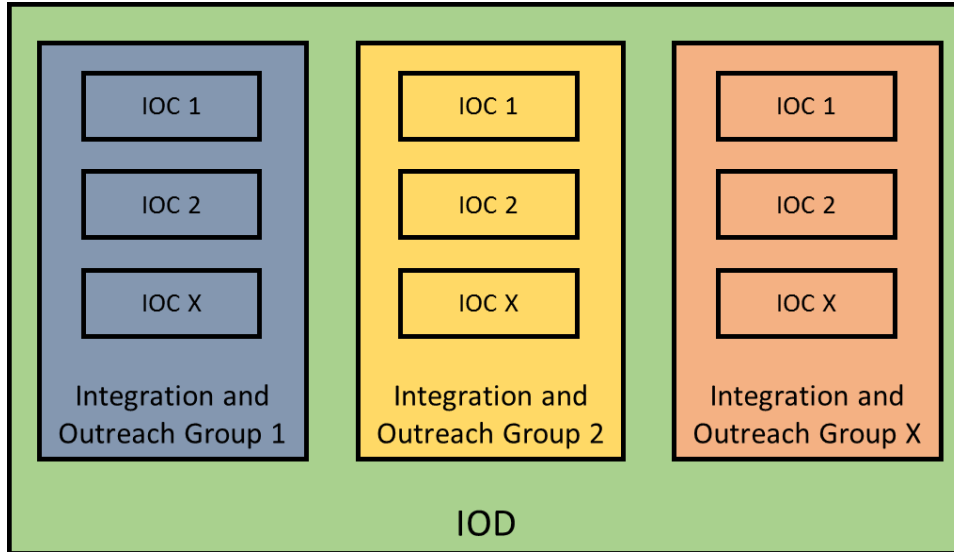 IOC 1
IOC 2
IOC X
Integration and
Outreach Group 1
IOC 1
IOC 2
IOC X
Integration and
Outreach Group 2
IOC 1
IOC 2
IOC X
Integration and
Outreach Group X
IOD